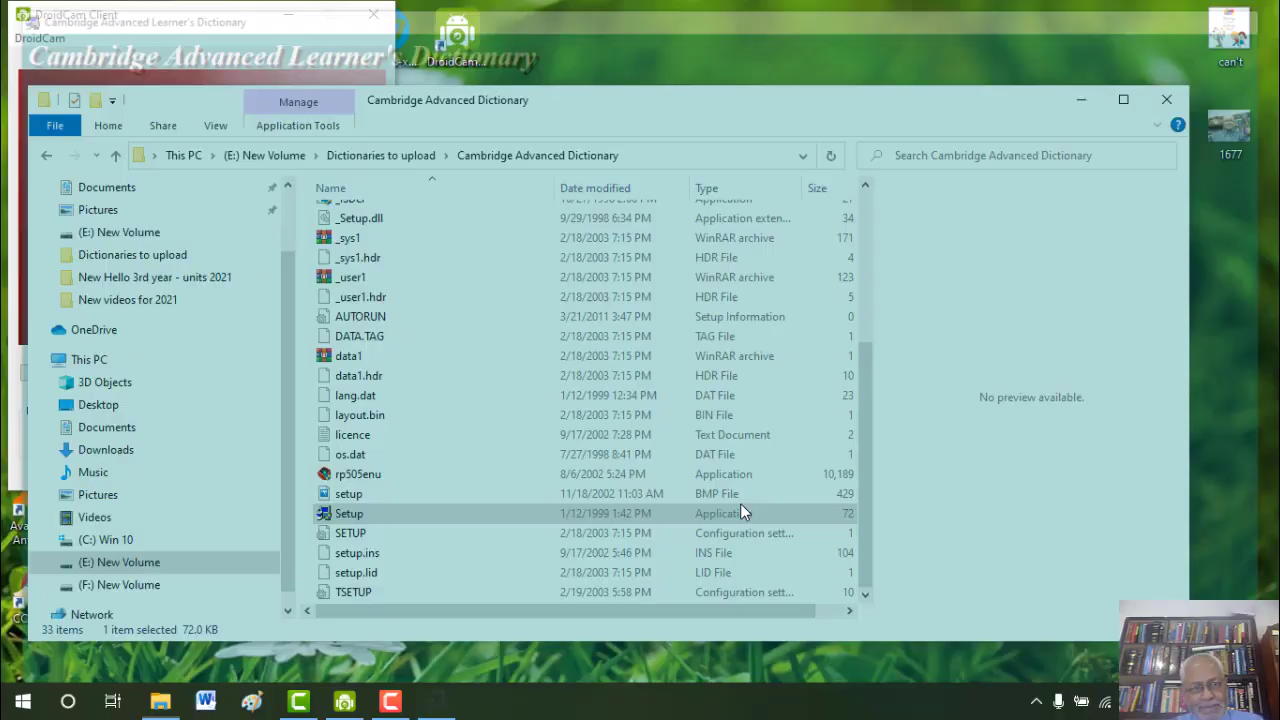 DroidCam Client
Cambridge Advanced Learner's Dictionary
DroidCam
Cambridge Advanced Learner's Dictionary
DroidCam...
can't
Manage
Cambridge Advanced Dictionary
File
Home
Share
View
Application Tools
This PC > (E:) New Volume > Dictionaries to upload > Cambridge Advanced Dictionary
Search Cambridge Advanced Dictionary
1677
Documents
Pictures
(E:) New Volume
Dictionaries to upload
New Hello 3rd year - units 2021
New videos for 2021
OneDrive
This PC
3D Objects
Desktop
Documents
Downloads
Music
Pictures
Videos
(C:) Win 10
(E:) New Volume
(F:) New Volume
Network
Name Date modified Type Size
_Setup.dll 9/29/1998 6:34 PM Application exten... 34
_sys1 2/18/2003 7:15 PM WinRAR archive 171
_sys1.hdr 2/18/2003 7:15 PM HDR File 4
_user1 2/18/2003 7:15 PM WinRAR archive 123
_user1.hdr 2/18/2003 7:15 PM HDR File 5
AUTORUN 3/21/2011 3:47 PM Setup Information 0
DATA.TAG 2/18/2003 7:15 PM TAG File 1
data1 2/18/2003 7:15 PM WinRAR archive 1
data1.hdr 2/18/2003 7:15 PM HDR File 10
lang.dat 1/12/1999 12:34 PM DAT File 23
layout.bin 2/18/2003 7:15 PM BIN File 1
licence 9/17/2002 7:28 PM Text Document 2
os.dat 7/27/1998 8:41 PM DAT File 1
rp505enu 8/6/2002 5:24 PM Application 10,189
setup 11/18/2002 11:03 AM BMP File 429
Setup 1/12/1999 1:42 PM Applicati 72
SETUP 2/18/2003 7:15 PM Configuration sett... 1
setup.ins 9/17/2002 5:46 PM INS File 104
setup.lid 2/18/2003 7:15 PM LID File 1
TSETUP 2/19/2003 5:58 PM Configuration sett... 10
No preview available.
33 items 1 item selected 72.0 KB